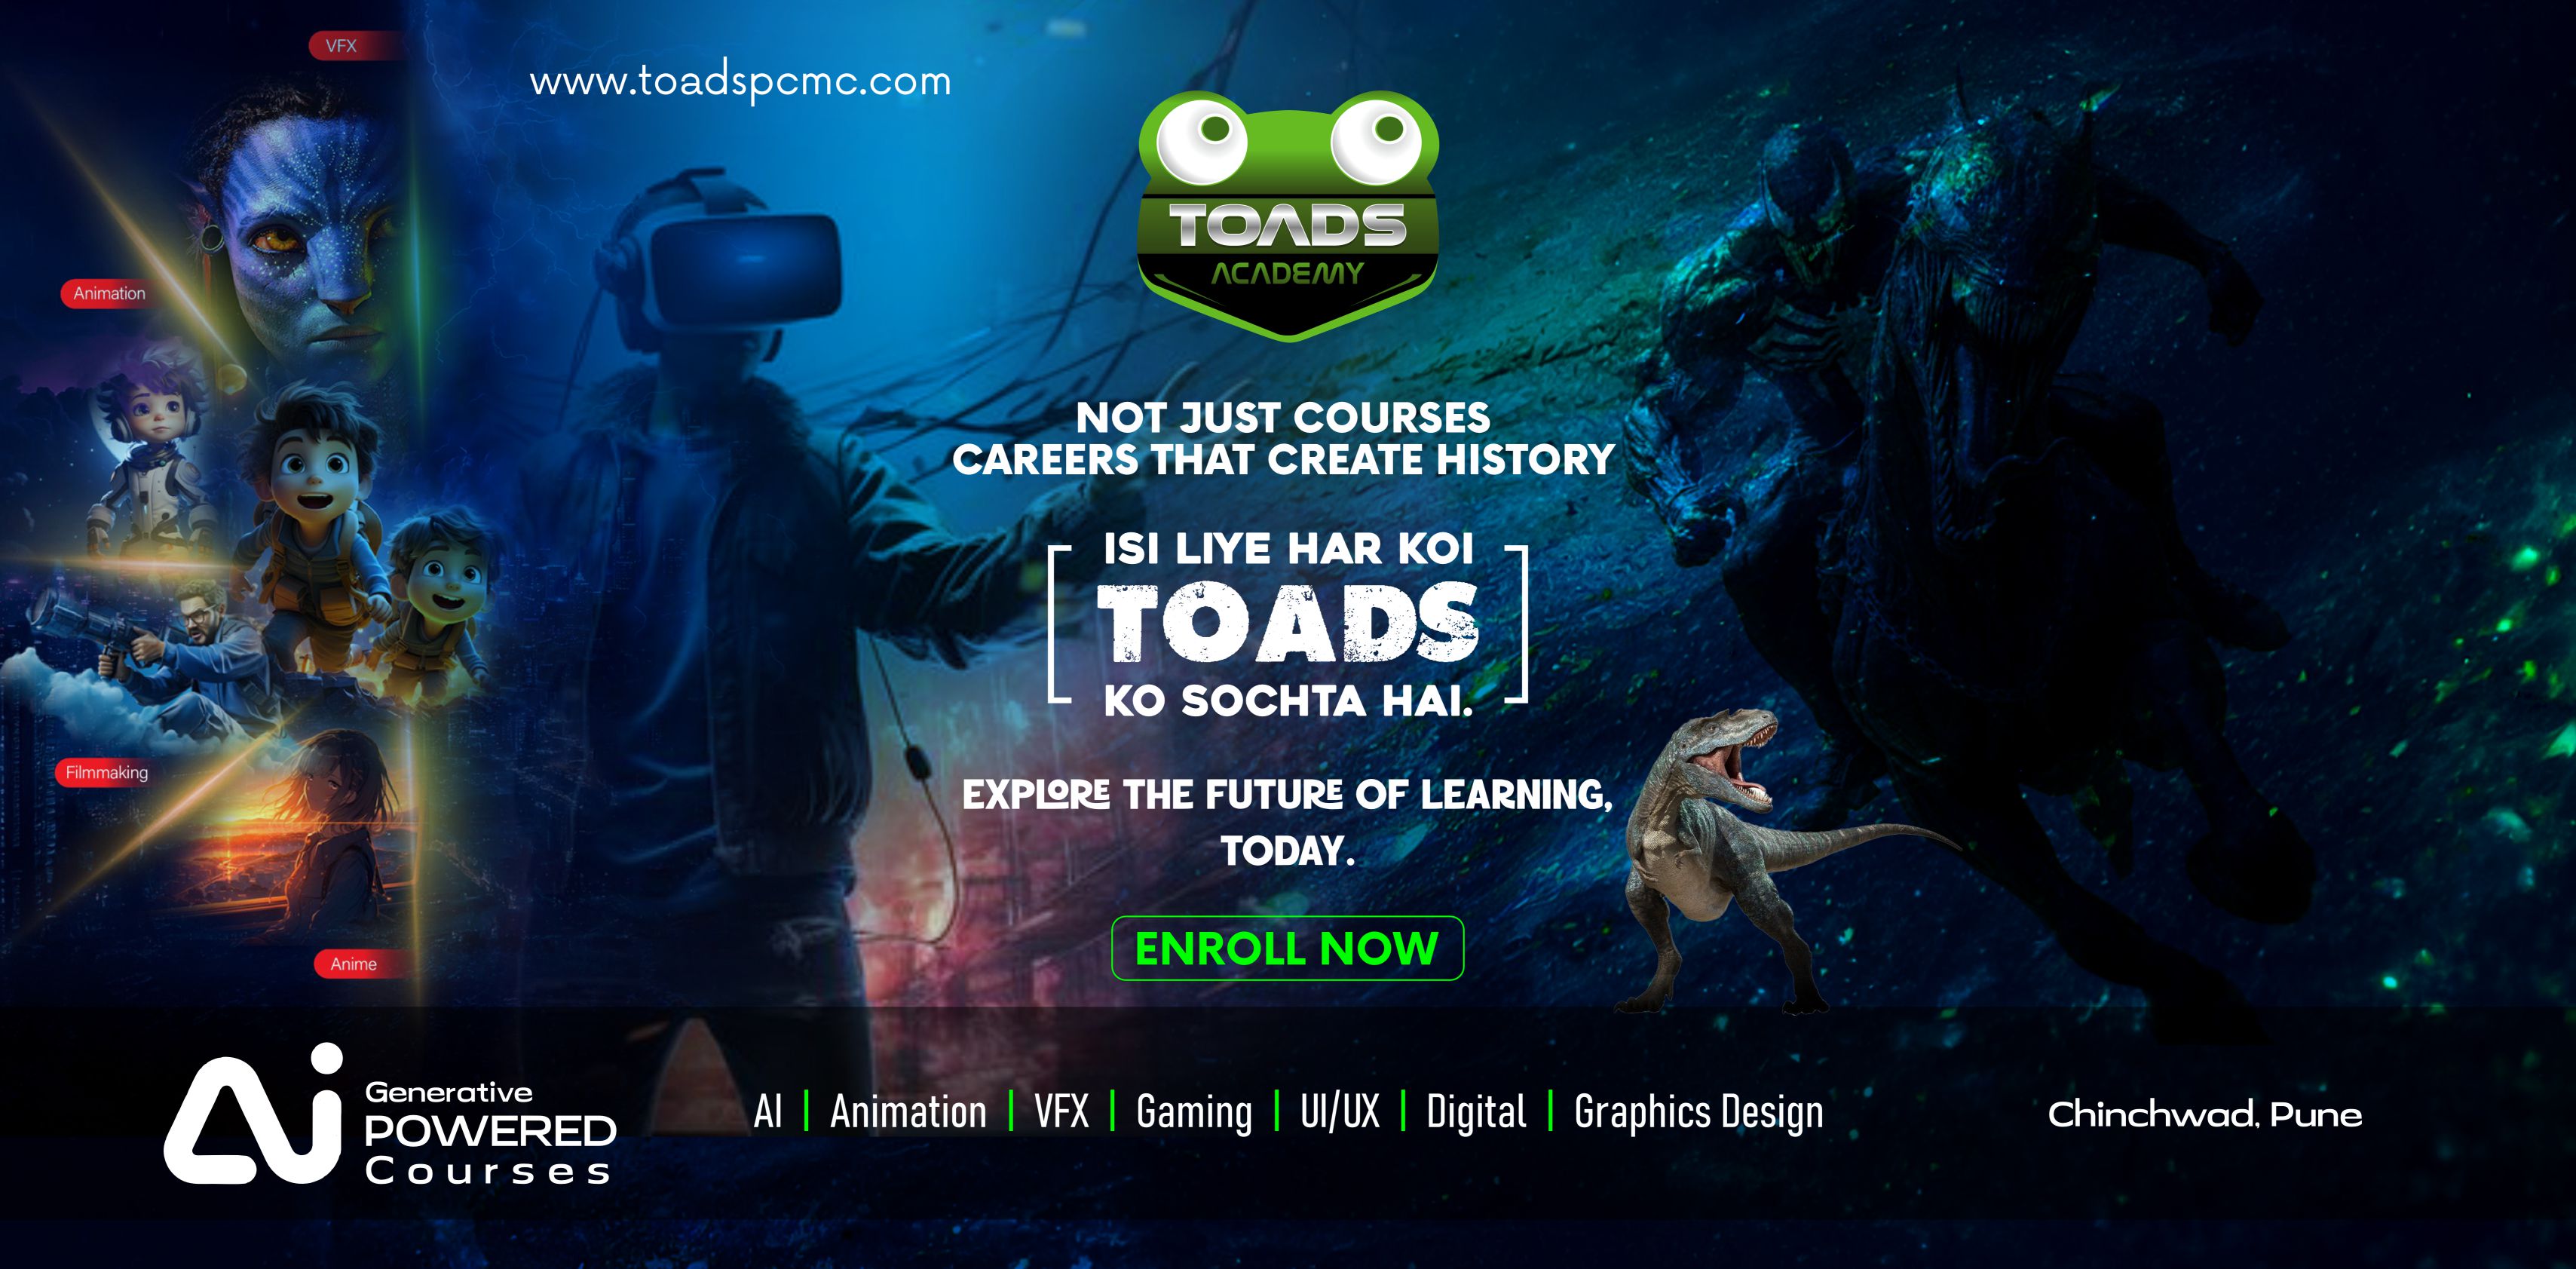 VFX
www.toadspcmc.com
TOADS
ACADEMY
Animation
NOT JUST COURSES
CAREERS THAT CREATE HISTORY
ISI LIYE HAR KOI
TOADS
KO SOCHTA HAI.
Filmmaking
EXPLORE THE FUTURE OF LEARNING,
TODAY.
Anime
ENROLL NOW
Ai
Generative
POWERED
Courses
AI | Animation | VFX | Gaming | UI/UX | Digital | Graphics Design
Chinchwad, Pune